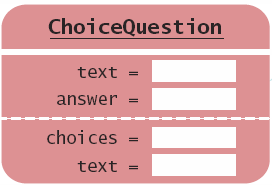 ChoiceQuestion
text =
answer =
choices =
text =